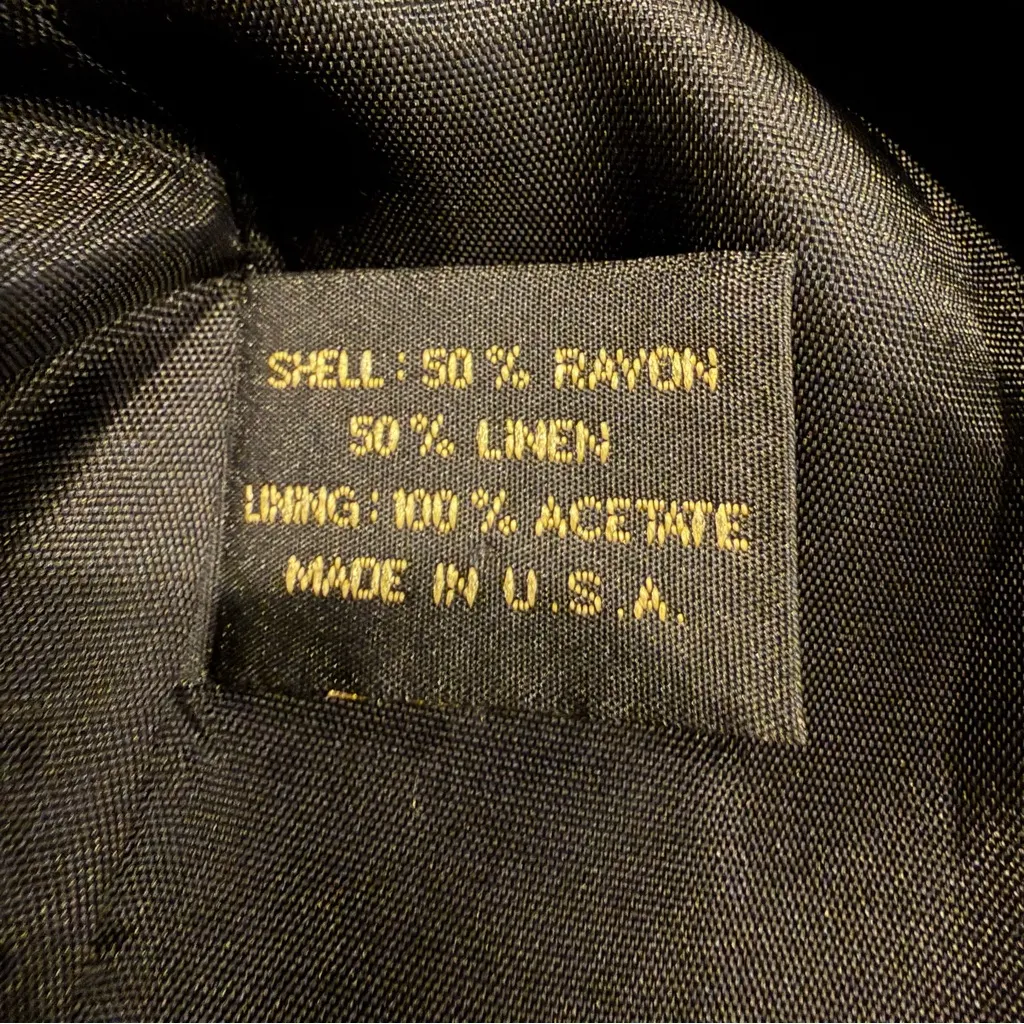 SHELL: 50 % RAYON
50 % LINEN
LINING: 100 % ACETATE
MADE IN U.S.A.